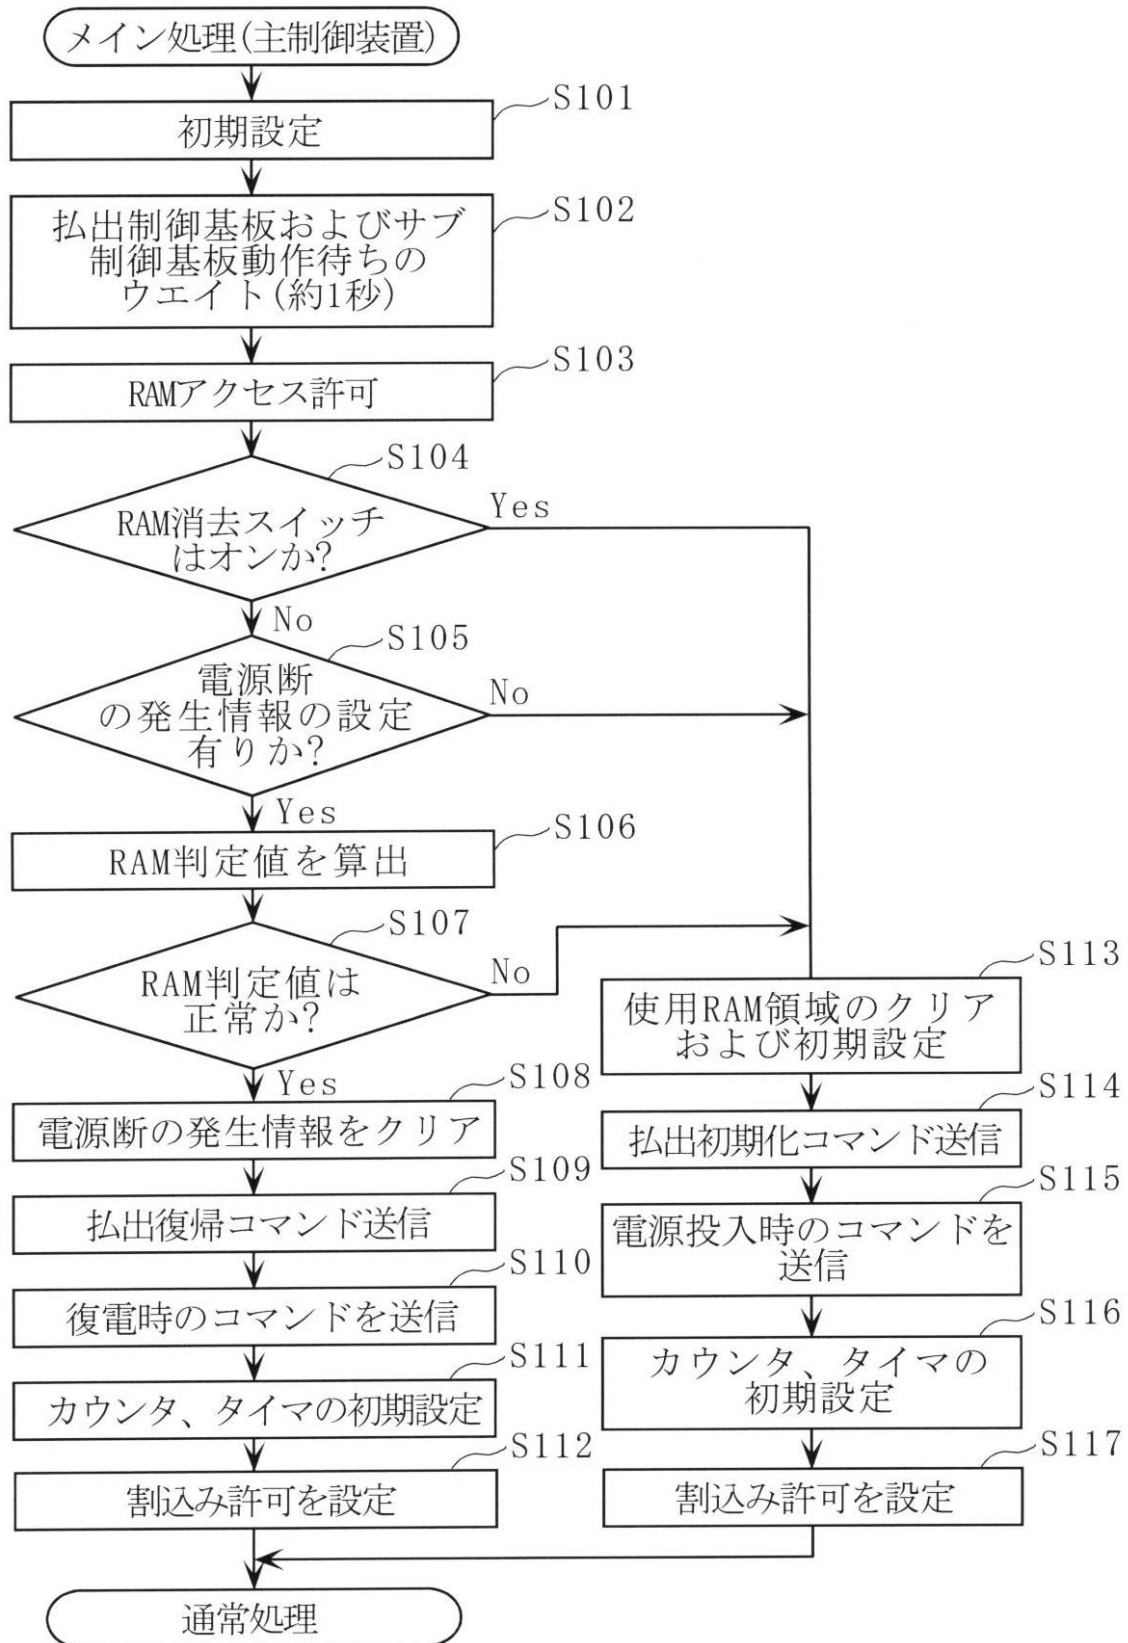 メイン処理(主制御装置)
S101
初期設定
S102
払出制御基板およびサブ
制御基板動作待ちの
ウエイト(約1秒)
S103
RAMアクセス許可
S104
RAM消去スイッチ
はオンか?
Yes
No
S105
電源断
の発生情報の設定
有りか?
No
Yes
S106
RAM判定値を算出
S107
RAM判定値は
正常か?
No
Yes
S108
電源断の発生情報をクリア
S109
払出復帰コマンド送信
S110
復電時のコマンドを送信
S111
カウンタ、タイマの初期設定
S112
割込み許可を設定
S113
使用RAM領域のクリア
および初期設定
S114
払出初期化コマンド送信
S115
電源投入時のコマンドを
送信
S116
カウンタ、タイマの
初期設定
S117
割込み許可を設定
通常処理